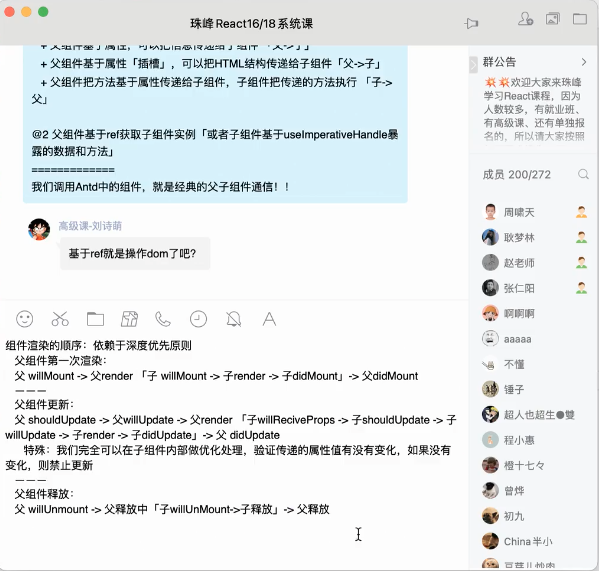 珠峰React16/18系统课
+ 父组件基于属性，可以把信息传递给子组件「父->子」
+ 父组件基于属性「插槽」，可以把HTML结构传递给子组件「父->子」
+ 父组件把方法基于属性传递给子组件，子组件把传递的方法执行 「子->
父」
@2 父组件基于ref获取子组件实例「或者子组件基于useImperativeHandle暴
露的数据和方法」
=============
我们调用Antd中的组件，就是经典的父子组件通信！！
高级课-刘诗萌
基于ref就是操作dom了吧?
组件渲染的顺序：依赖于深度优先原则
父组件第一次渲染：
父 willMount -> 父render 「子 willMount -> 子render -> 子didMount」-> 父didMount
———
父组件更新：
父 shouldUpdate -> 父willUpdate -> 父render 「子willReciveProps -> 子shouldUpdate -> 子
willUpdate -> 子render -> 子didUpdate」-> 父 didUpdate
特殊：我们完全可以在子组件内部做优化处理，验证传递的属性值有没有变化，如果没有
变化，则禁止更新
———
父组件释放：
父 willUnmount -> 父释放中「子willUnMount->子释放」-> 父释放
群公告
💥💥欢迎大家来珠峰
学习React课程，因为
人数较多，有就业班、
有高级课、还有单独报
名的，所以请大家按照
成员 200/272
周啸天
耿梦林
赵老师
张仁阳
啊啊啊
aaaaa
不懂
锤子
超人也超生●雙
程小惠
橙十七々
曾烨
初九
China半小
豆芽儿炒肉